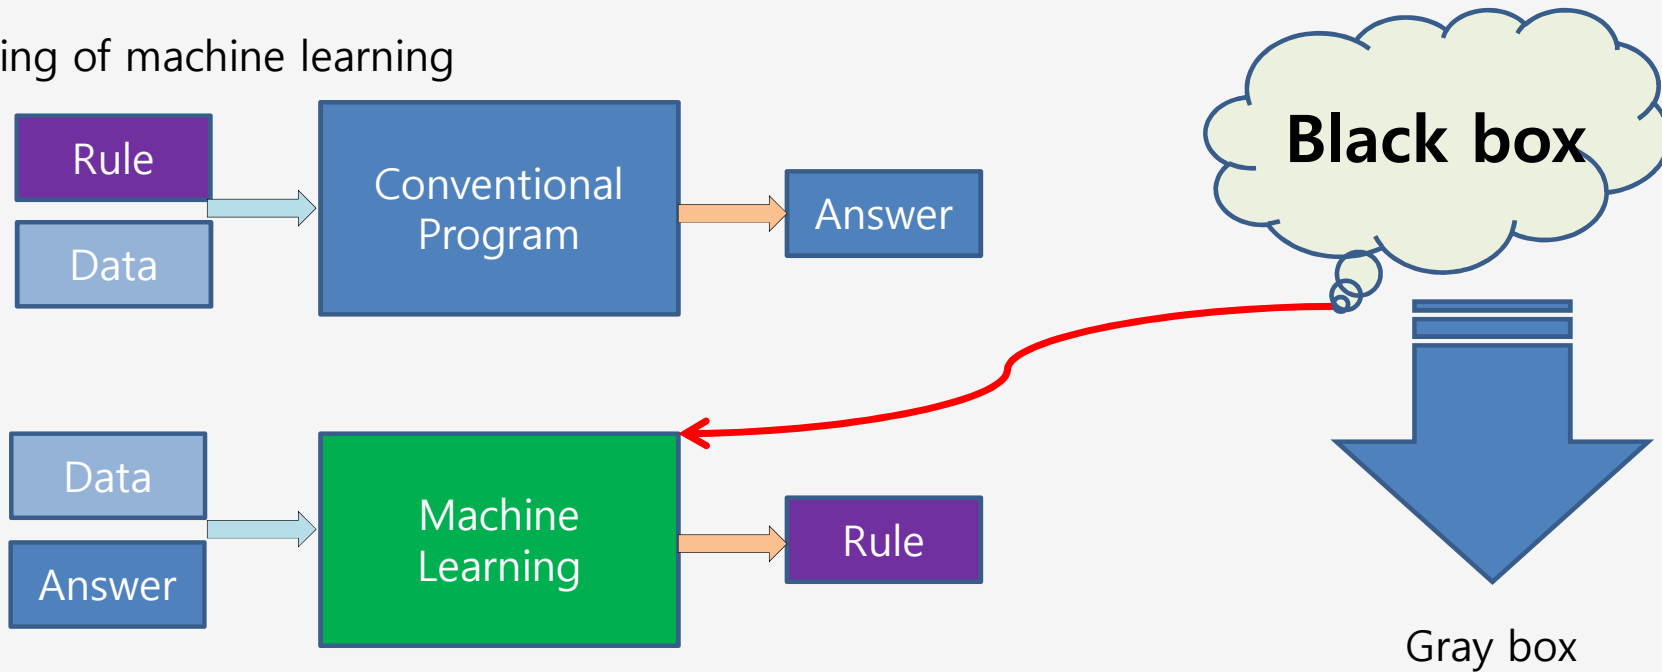 ing of machine learning
Rule
Data
Conventional
Program
Answer
Black box
Data
Answer
Machine
Learning
Rule
Gray box